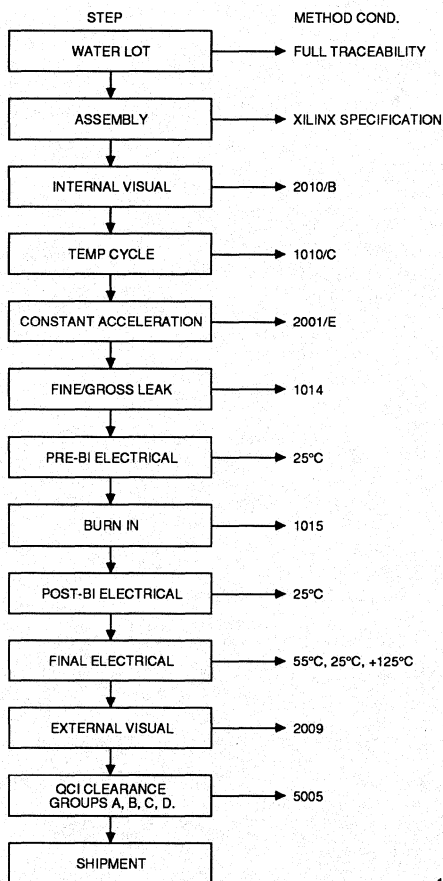 STEP METHOD COND.
WATER LOT FULL TRACEABILITY
ASSEMBLY XILINX SPECIFICATION
INTERNAL VISUAL 2010/B
TEMP CYCLE 1010/C
CONSTANT ACCELERATION 2001/E
FINE/GROSS LEAK 1014
PRE-BI ELECTRICAL 25°C
BURN IN 1015
POST-BI ELECTRICAL 25°C
FINAL ELECTRICAL 55°C, 25°C, +125°C
EXTERNAL VISUAL 2009
QCI CLEARANCE
GROUPS A, B, C, D. 5005
SHIPMENT